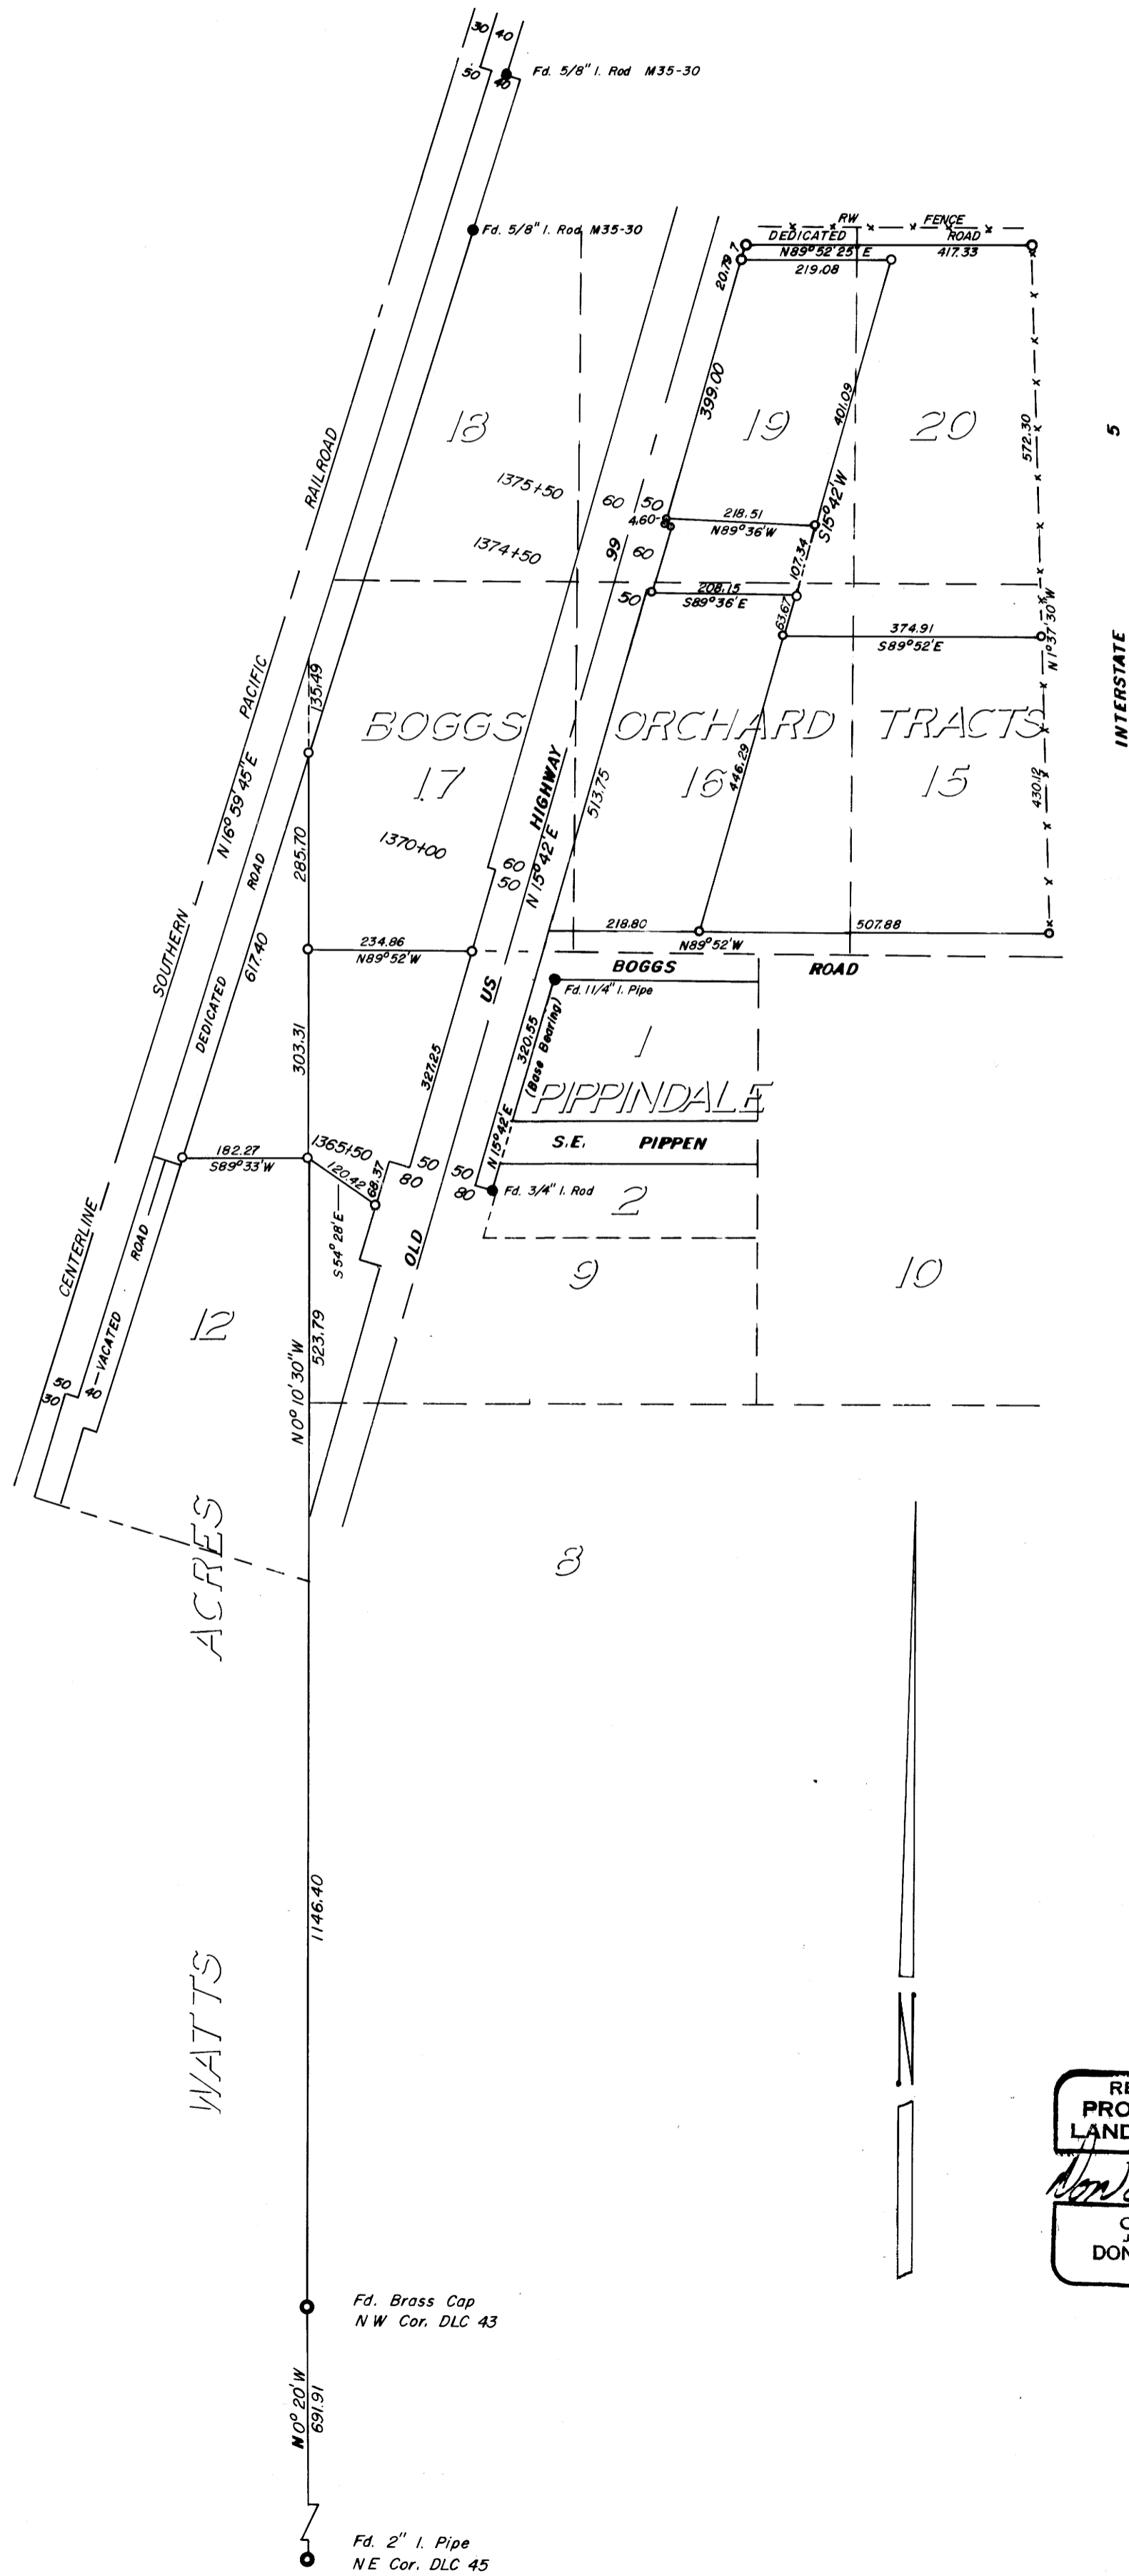 30 40
50 40
Fd. 5/8" I. Rod M35-30
Fd. 5/8" I. Rod M35-30
RW FENCE
DEDICATED ROAD
N89°52'25"E 417.33
219.08
20.79
7
399.00
401.09
18
19
20
572.30
5
INTERSTATE
RAILROAD
1375+50
60 50
4.60
218.51
N89°36'W
S15°42'W
1374+50
99
60
107.34
50
208.15
S89°36'E
63.67
374.91
S89°52'E
N1°37'30"W
PACIFIC
135.49
BOGGS ORCHARD TRACTS
17
16
15
446.29
430.12
513.75
N16°59'45"E
HIGHWAY
N15°42'E
1370+00
60
50
285.70
ROAD
DEDICATED
617.40
SOUTHERN
234.86
N89°52'W
218.80
507.88
N89°52'W
US
BOGGS ROAD
Fd. 1 1/4" I. Pipe
303.31
327.25
320.55
(Base Bearing)
N15°42'E
1
PIPPINDALE
S.E. PIPPEN
182.27
S89°33'W
1365+50
120.42
68.37
50
80
50
80
Fd. 3/4" I. Rod
2
S54°28'E
OLD
CENTERLINE
ROAD
VACATED
9
10
12
523.79
N0°10'30"W
50
30
40
8
WATTS ACRES
1146.40
N
Fd. Brass Cap
NW Cor. DLC 43
N0°20'W
691.91
Fd. 2" I. Pipe
NE Cor. DLC 45
RE
PRO
LAND
Don
DON